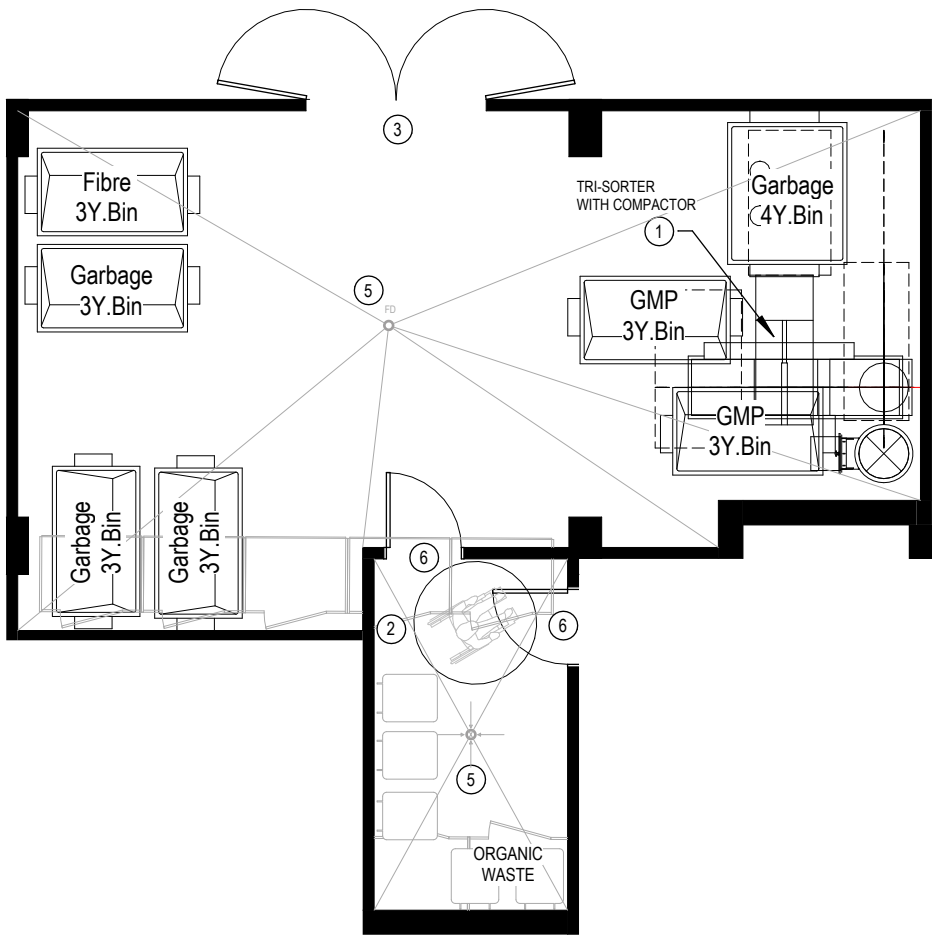 3
Fibre
3Y.Bin
Garbage
3Y.Bin
TRI-SORTER
WITH COMPACTOR
1
Garbage
4Y.Bin
5
FD
GMP
3Y.Bin
GMP
3Y.Bin
Garbage
3Y.Bin
Garbage
3Y.Bin
6
2
6
5
ORGANIC
WASTE